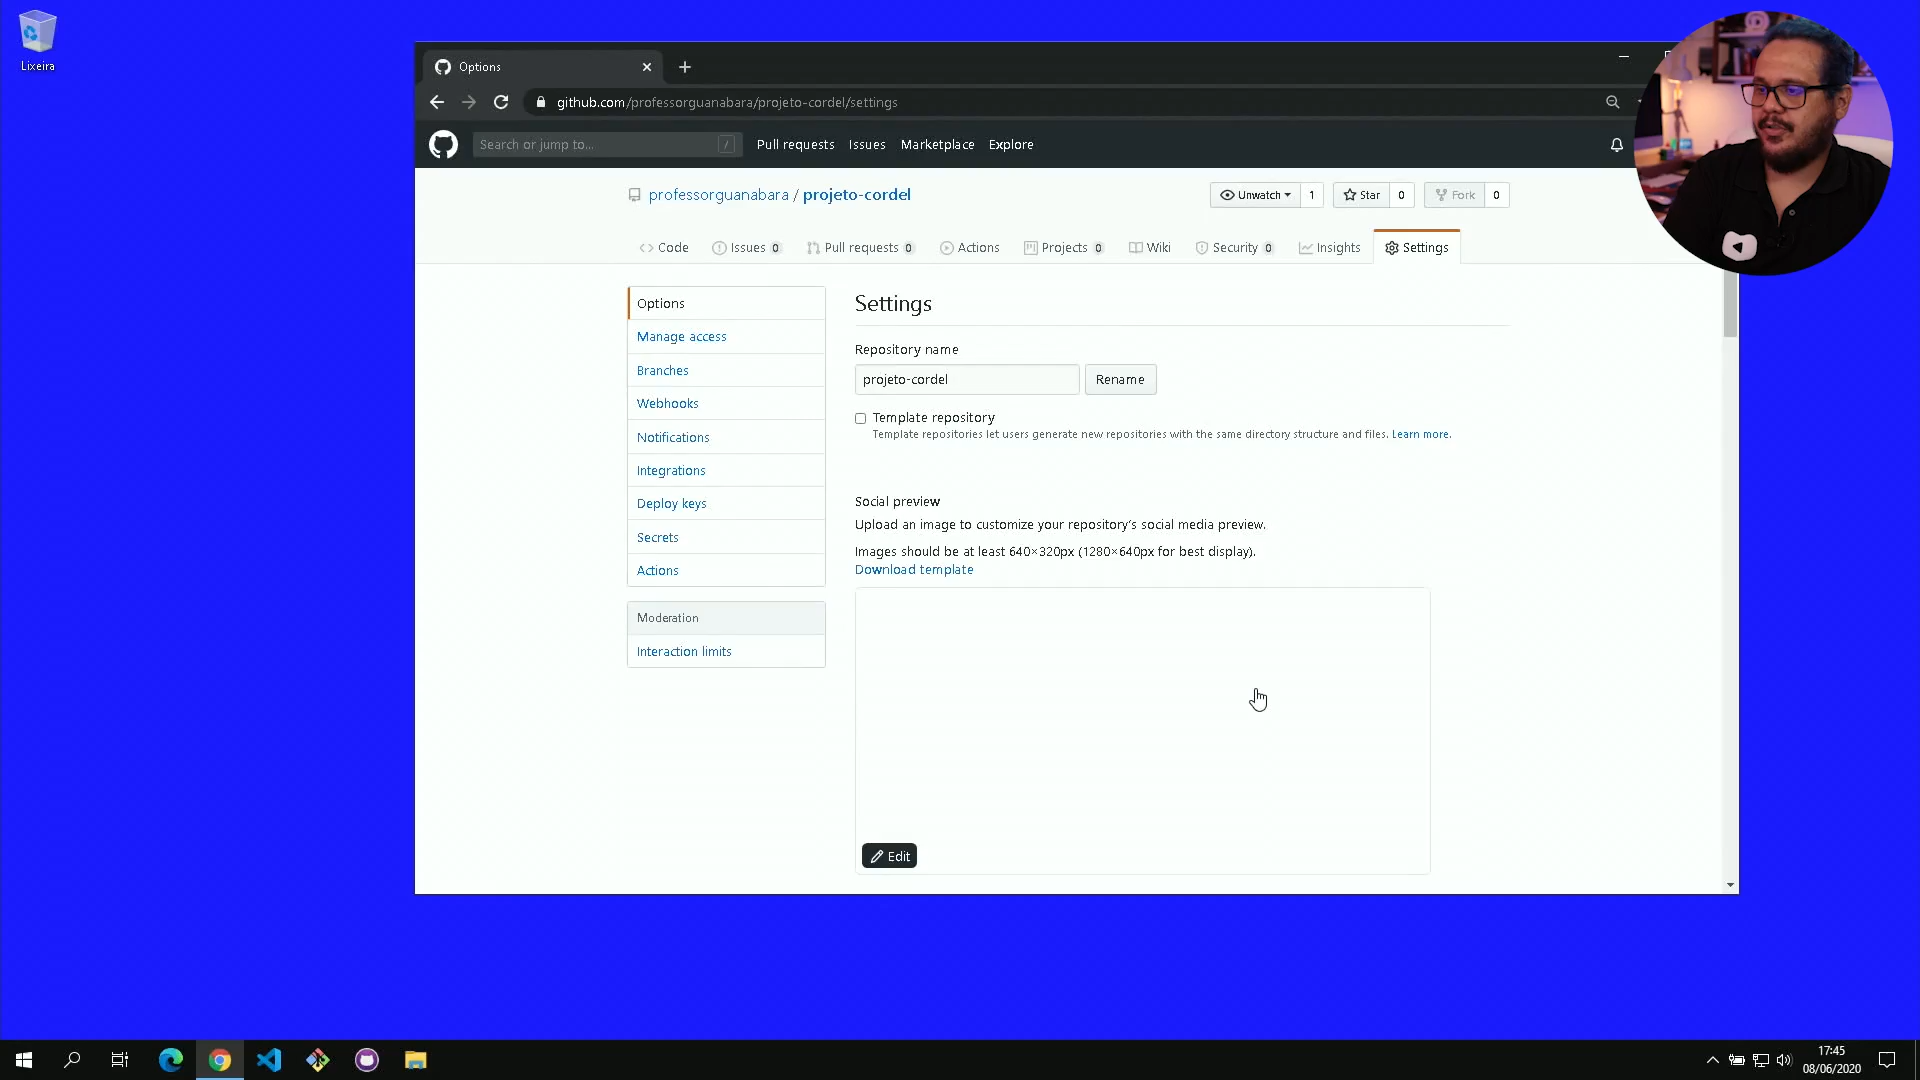 Lixeira
Options
github.com/professorguanabara/projeto-cordel/settings
Search or jump to...
/
Pull requests
Issues
Marketplace
Explore
professorguanabara / projeto-cordel
Unwatch 1
Star 0
Fork 0
Code
Issues 0
Pull requests 0
Actions
Projects 0
Wiki
Security 0
Insights
Settings
Options
Manage access
Branches
Webhooks
Notifications
Integrations
Deploy keys
Secrets
Actions
Moderation
Interaction limits
Settings
Repository name
projeto-cordel
Rename
Template repository
Template repositories let users generate new repositories with the same directory structure and files. Learn more.
Social preview
Upload an image to customize your repository’s social media preview.
Images should be at least 640×320px (1280×640px for best display).
Download template
Edit
17:45
08/06/2020